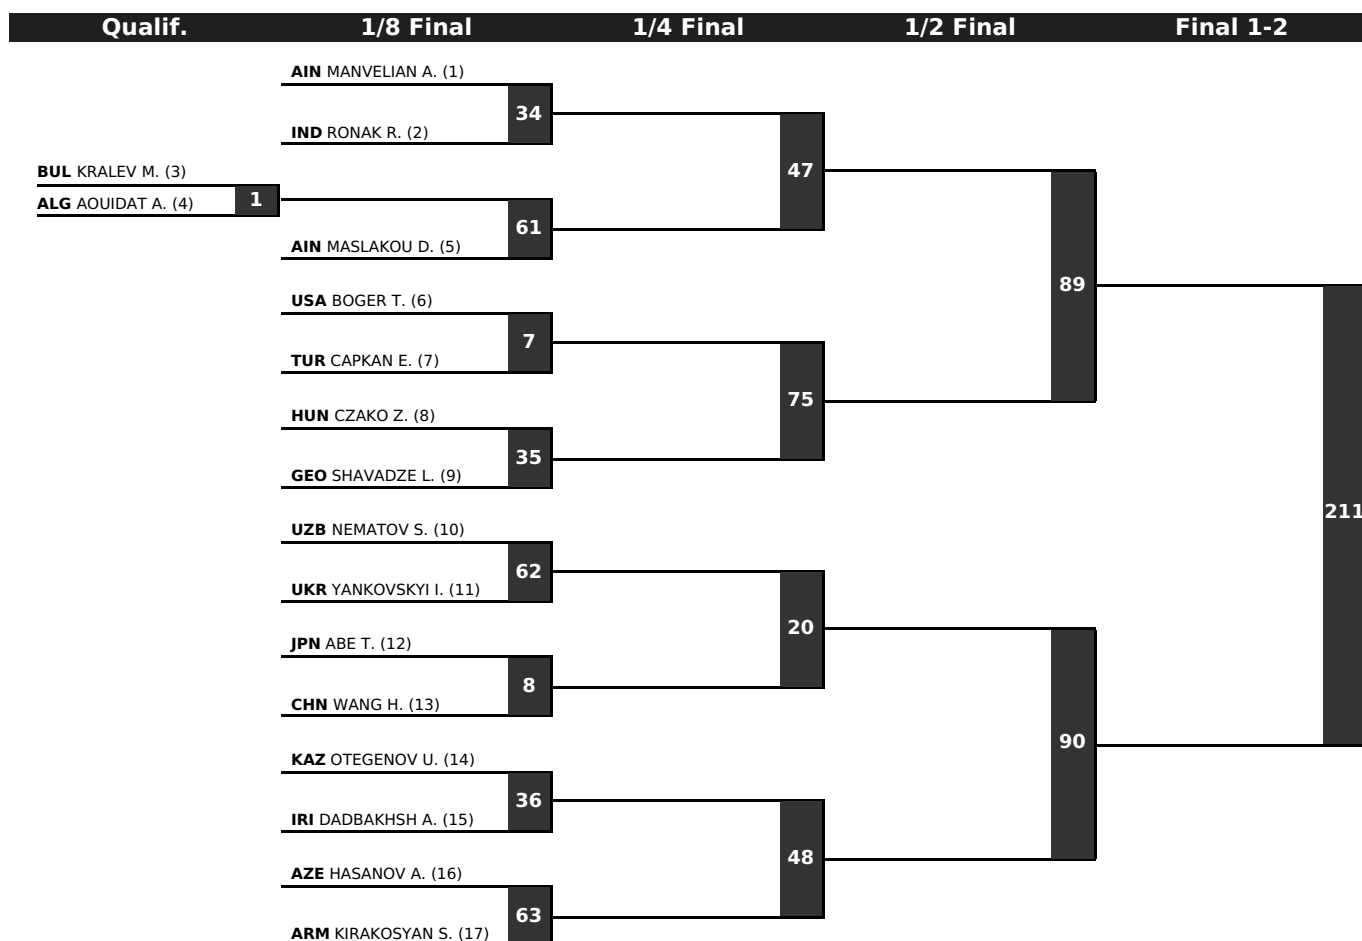 Qualif. 1/8 Final 1/4 Final 1/2 Final Final 1-2
AIN MANVELIAN A. (1)
34
IND RONAK R. (2)
47
BUL KRALEV M. (3)
1
ALG AOUIDAT A. (4)
61
AIN MASLAKOU D. (5)
89
USA BOGER T. (6)
7
TUR CAPKAN E. (7)
75
HUN CZAKO Z. (8)
35
GEO SHAVADZE L. (9)
211
UZB NEMATOV S. (10)
62
UKR YANKOVSKYI I. (11)
20
JPN ABE T. (12)
8
CHN WANG H. (13)
90
KAZ OTEGENOV U. (14)
36
IRI DADBAKHSH A. (15)
48
AZE HASANOV A. (16)
63
ARM KIRAKOSYAN S. (17)